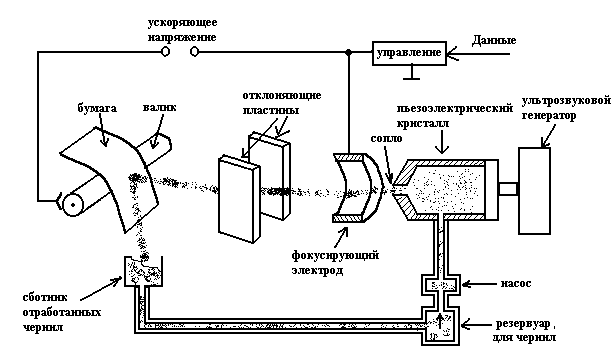 ускоряющее
напряжение
управление
Данные
бумага
валик
отклоняющие
пластины
пьезоэлектрический
кристалл
ультрозвуковой
генератор
сопло
фокусирующий
электрод
сботник
отработанных
чернил
насос
резервуар ,
для чернил